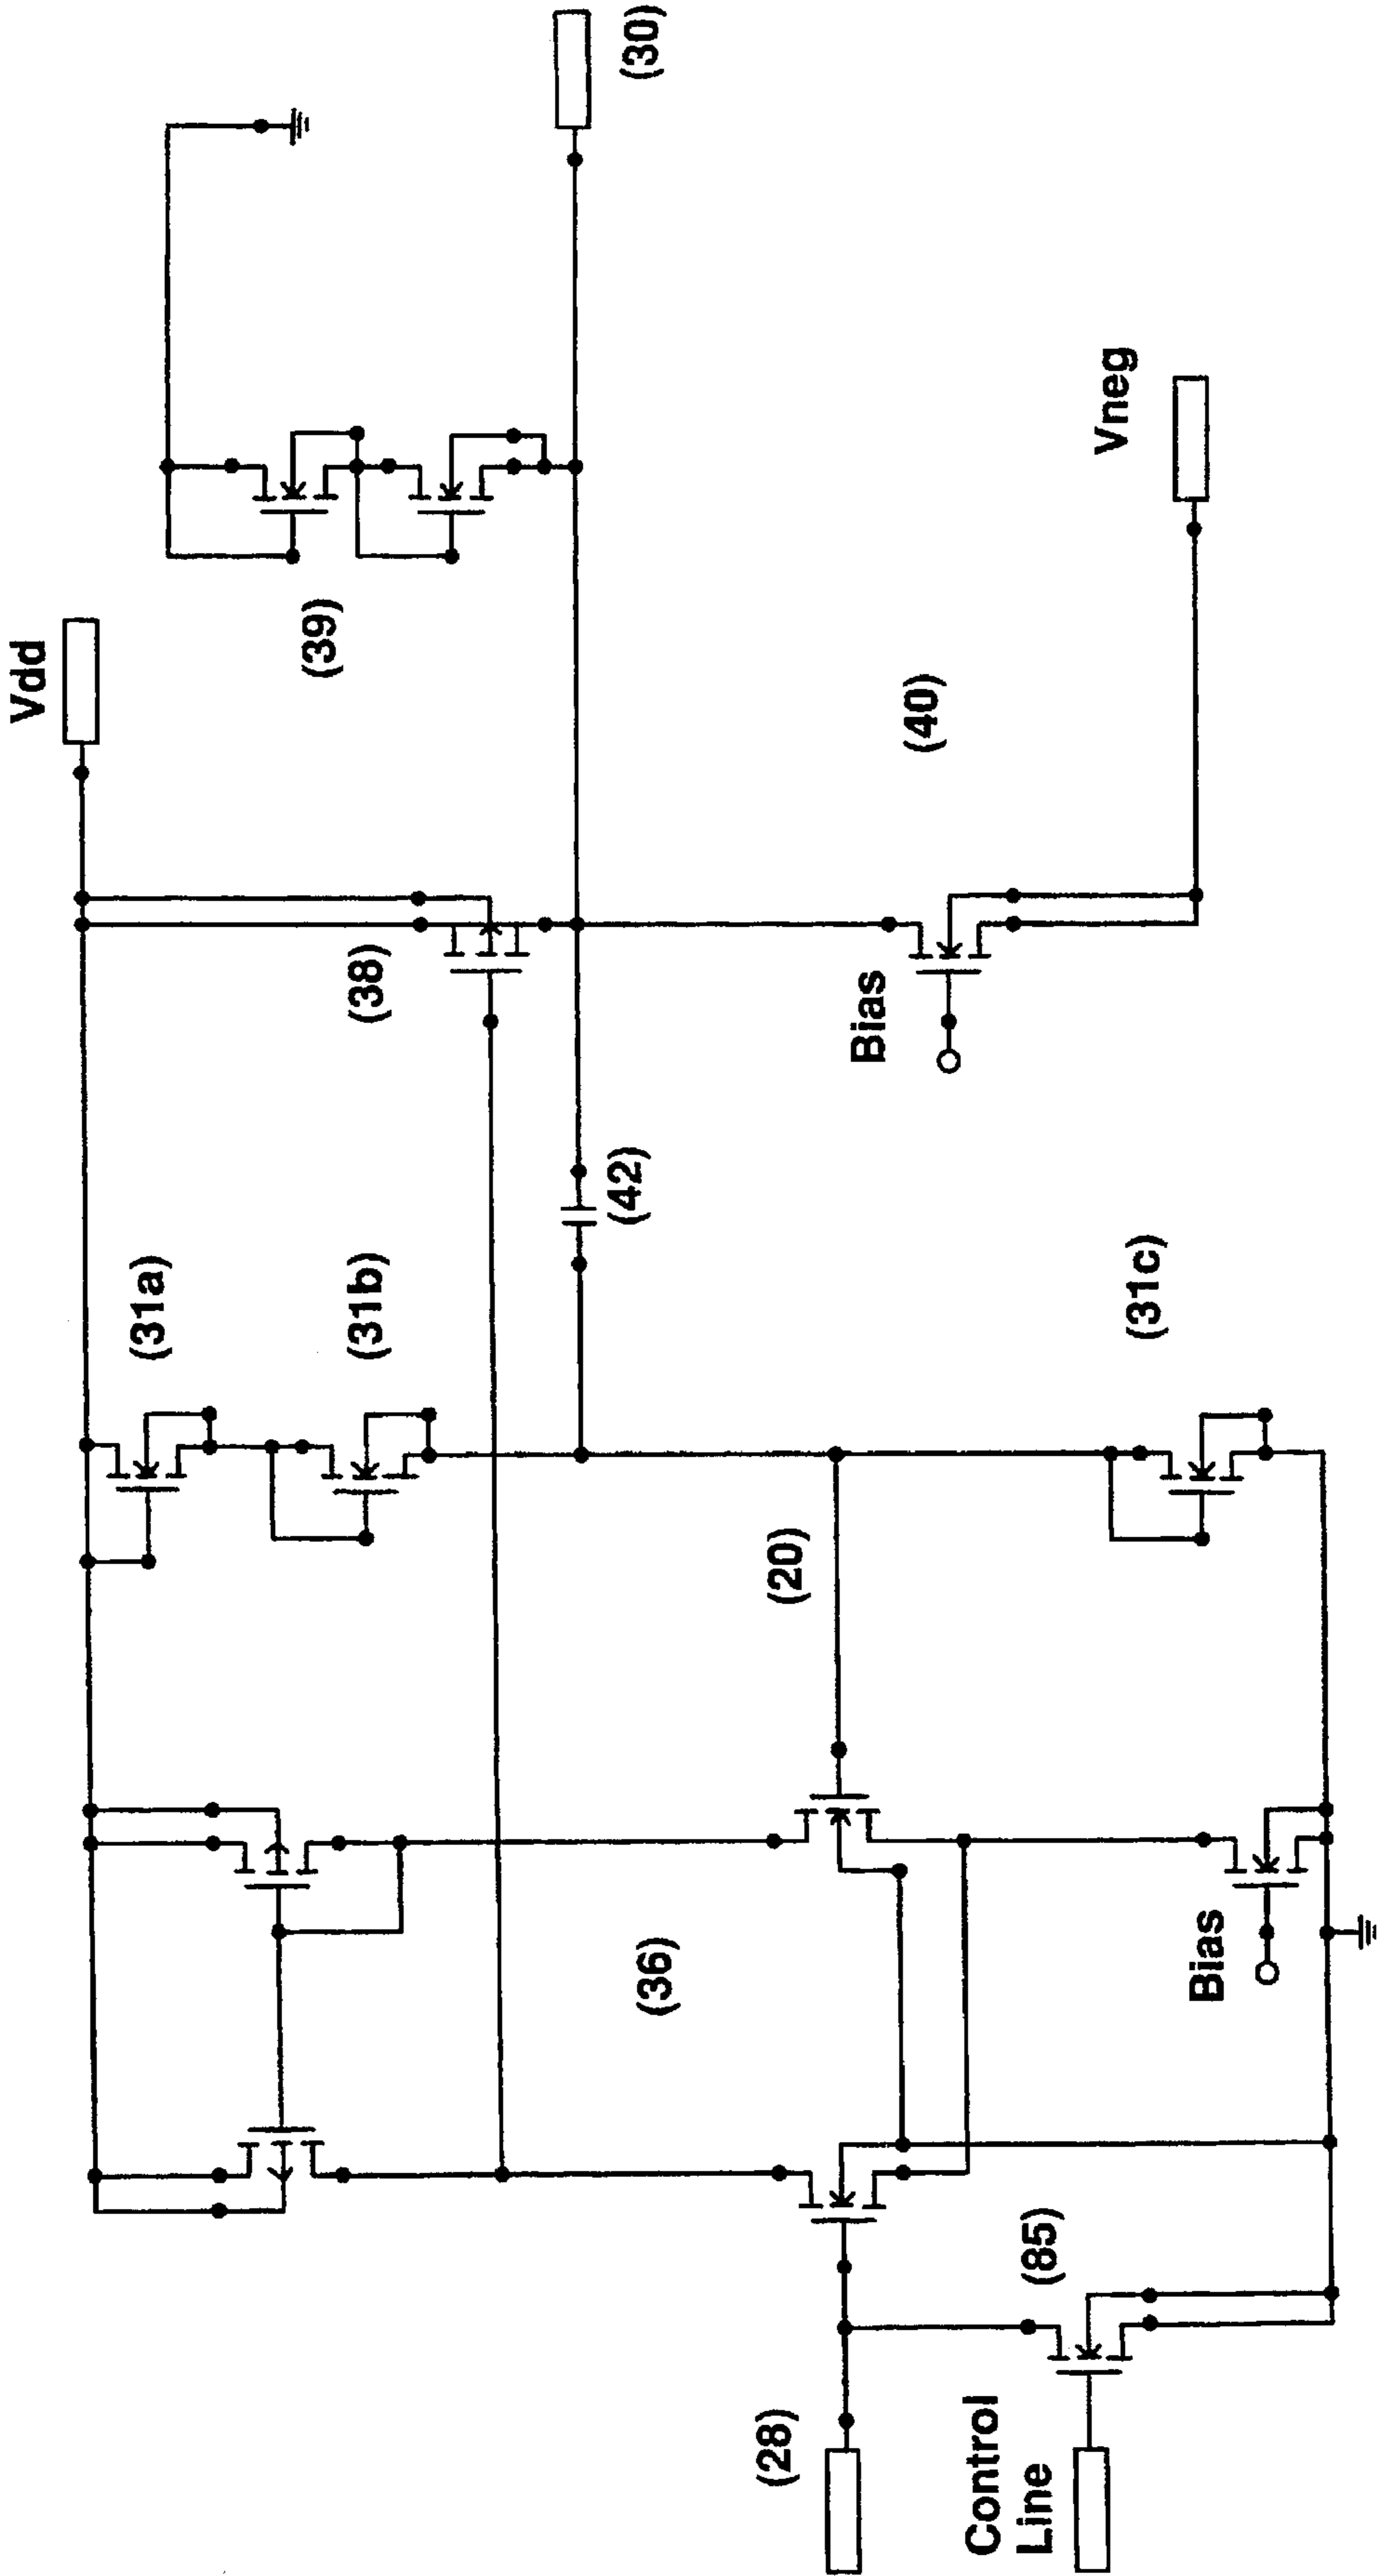 Vdd
(30)
(39)
(31a)
(31b)
(38)
(42)
(36)
(20)
(40)
Bias
Vneg
(31c)
(28)
Control
Line
(85)
Bias